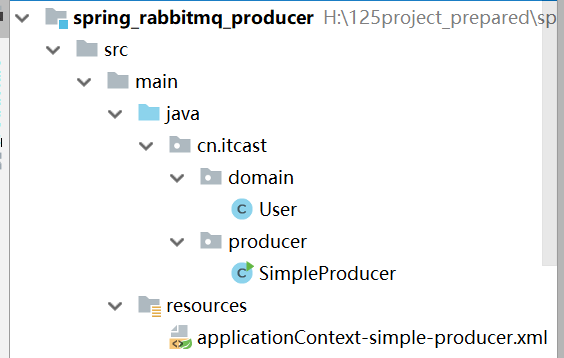 spring_rabbitmq_producer H:\125project_prepared\sp
src
main
java
cn.itcast
domain
User
producer
SimpleProducer
resources
applicationContext-simple-producer.xml